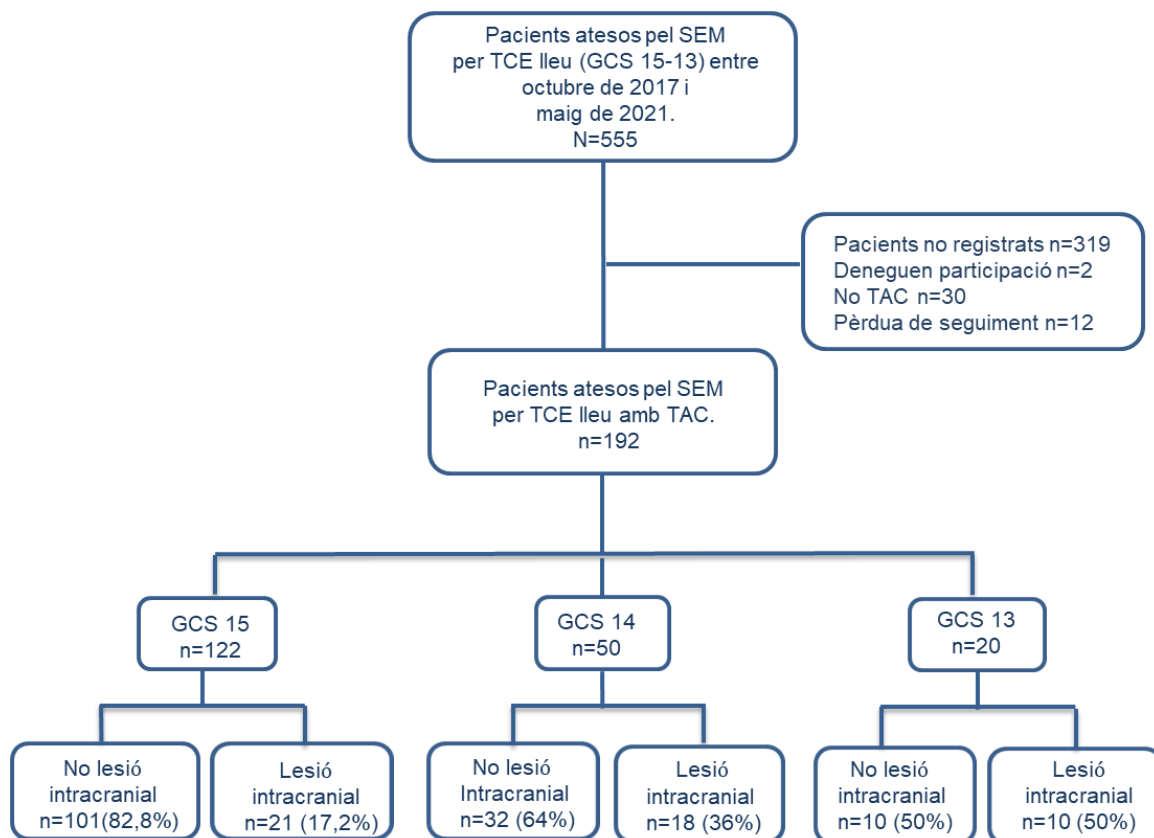 Pacients atesos pel SEM
per TCE lleu (GCS 15-13) entre
octubre de 2017 i
maig de 2021.
N=555
Pacients no registrats n=319
Deneguen participació n=2
No TAC n=30
Pèrdua de seguiment n=12
Pacients atesos pel SEM
per TCE lleu amb TAC.
n=192
GCS 15
n=122
GCS 14
n=50
GCS 13
n=20
No lesió
intracranial
n=101(82,8%)
Lesió
intracranial
n=21 (17,2%)
No lesió
Intracranial
n=32 (64%)
Lesió
intracranial
n=18 (36%)
No lesió
intracranial
n=10 (50%)
Lesió
intracranial
n=10 (50%)